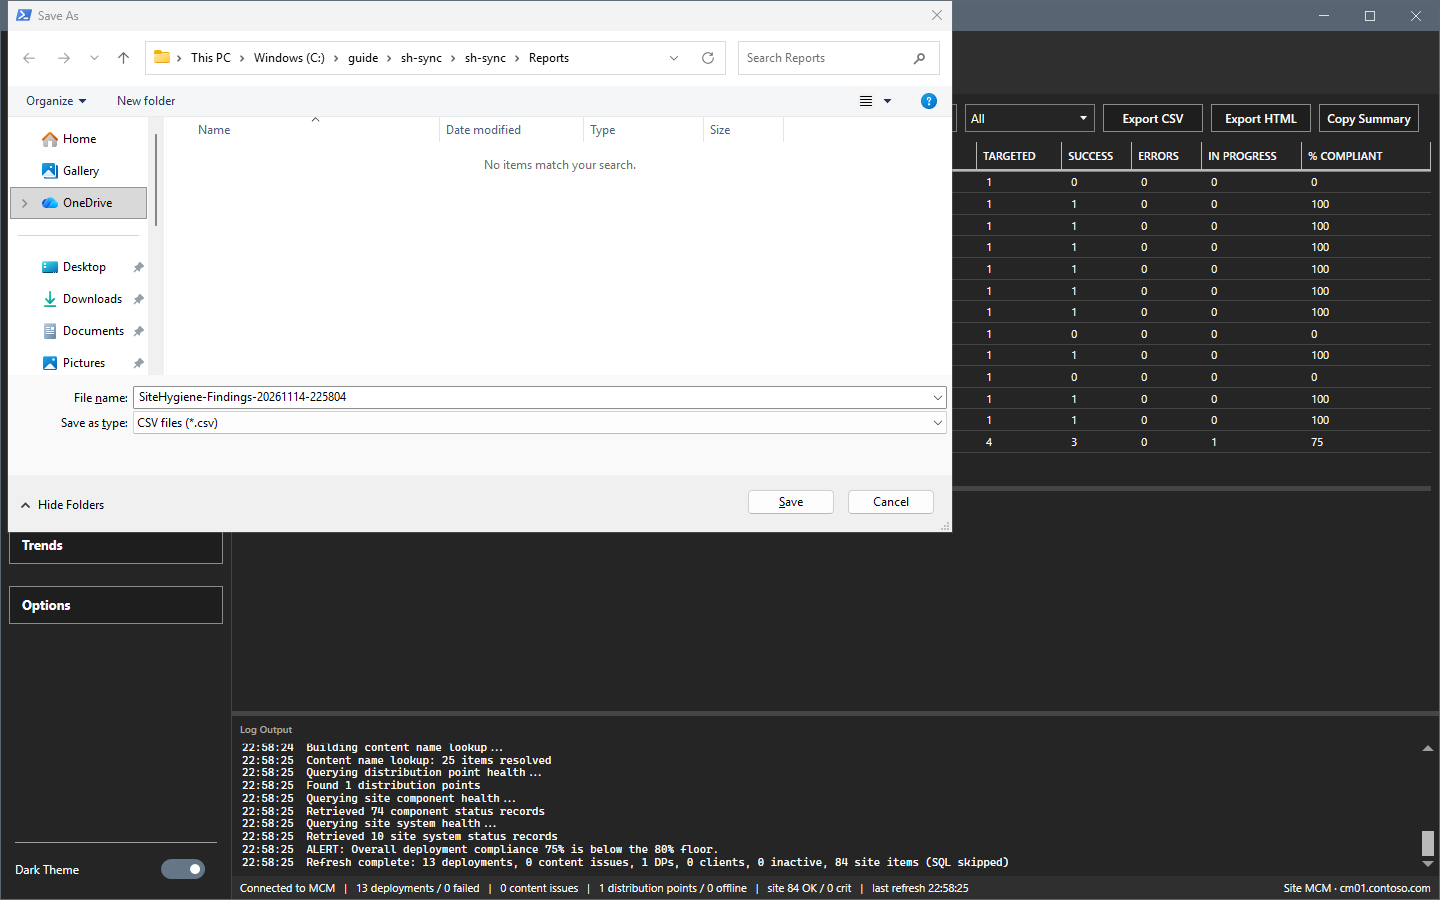 Save As
This PC > Windows (C:) > guide > sh-sync > sh-sync > Reports
Search Reports
Organize
New folder
?
Home
Gallery
OneDrive
Desktop
Downloads
Documents
Pictures
Name
Date modified
Type
Size
No items match your search.
File name: SiteHygiene-Findings-20261114-225804
Save as type: CSV files (*.csv)
Hide Folders
Save
Cancel
All
Export CSV
Export HTML
Copy Summary
TARGETED SUCCESS ERRORS IN PROGRESS % COMPLIANT
1 0 0 0 0
1 1 0 0 100
1 1 0 0 100
1 1 0 0 100
1 1 0 0 100
1 1 0 0 100
1 1 0 0 100
1 0 0 0 0
1 1 0 0 100
1 0 0 0 0
1 1 0 0 100
1 1 0 0 100
4 3 0 1 75
Trends
Options
Dark Theme
Log Output
22:58:24 Building content name lookup...
22:58:25 Content name lookup: 25 items resolved
22:58:25 Querying distribution point health...
22:58:25 Found 1 distribution points
22:58:25 Querying site component health...
22:58:25 Retrieved 74 component status records
22:58:25 Querying site system health...
22:58:25 Retrieved 10 site system status records
22:58:25 ALERT: Overall deployment compliance 75% is below the 80% floor.
22:58:25 Refresh complete: 13 deployments, 0 content issues, 1 DPs, 0 clients, 0 inactive, 84 site items (SQL skipped)
Connected to MCM | 13 deployments / 0 failed | 0 content issues | 1 distribution points / 0 offline | site 84 OK / 0 crit | last refresh 22:58:25
Site MCM · cm01.contoso.com